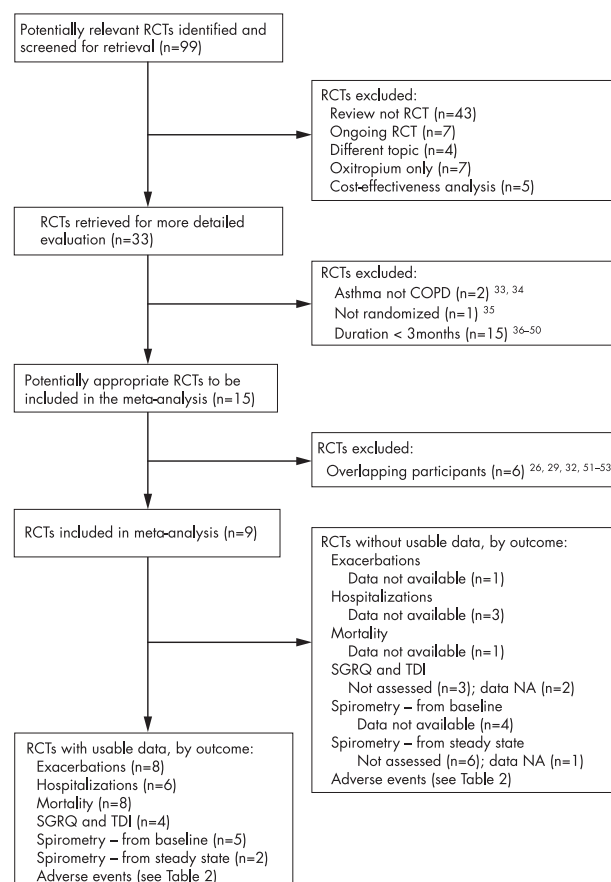 Potentially relevant RCTs identified and
screened for retrieval (n=99)
RCTs excluded:
Review not RCT (n=43)
Ongoing RCT (n=7)
Different topic (n=4)
Oxitropium only (n=7)
Cost-effectiveness analysis (n=5)
RCTs retrieved for more detailed
evaluation (n=33)
RCTs excluded:
Asthma not COPD (n=2) 33, 34
Not randomized (n=1) 35
Duration < 3months (n=15) 36–50
Potentially appropriate RCTs to be
included in the meta-analysis (n=15)
RCTs excluded:
Overlapping participants (n=6) 26, 29, 32, 51–53
RCTs included in meta-analysis (n=9)
RCTs without usable data, by outcome:
Exacerbations
Data not available (n=1)
Hospitalizations
Data not available (n=3)
Mortality
Data not available (n=1)
SGRQ and TDI
Not assessed (n=3); data NA (n=2)
Spirometry – from baseline
Data not available (n=4)
Spirometry – from steady state
Not assessed (n=6); data NA (n=1)
Adverse events (see Table 2)
RCTs with usable data, by outcome:
Exacerbations (n=8)
Hospitalizations (n=6)
Mortality (n=8)
SGRQ and TDI (n=4)
Spirometry – from baseline (n=5)
Spirometry – from steady state (n=2)
Adverse events (see Table 2)